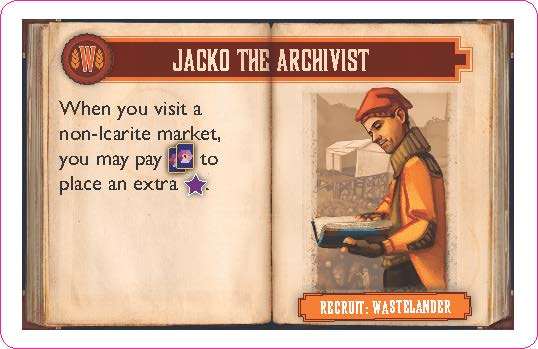 W
JACKO THE ARCHIVIST
When you visit a
non-Icarite market,
you may pay to
place an extra .
RECRUIT: WASTELANDER